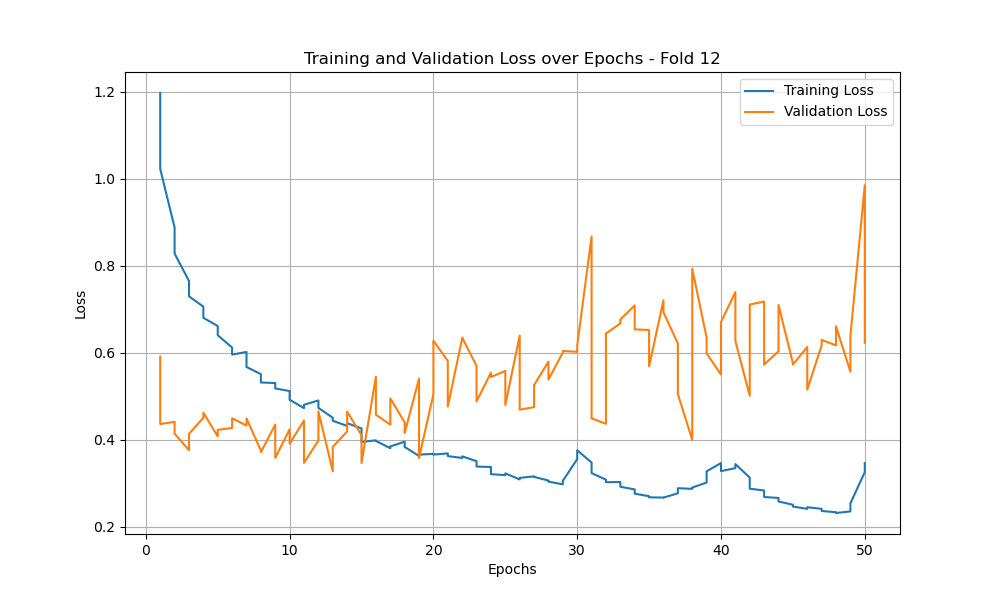 Training and Validation Loss over Epochs - Fold 12
Training Loss
Validation Loss
Loss
1.2
1.0
0.8
0.6
0.4
0.2
0 10 20 30 40 50
Epochs